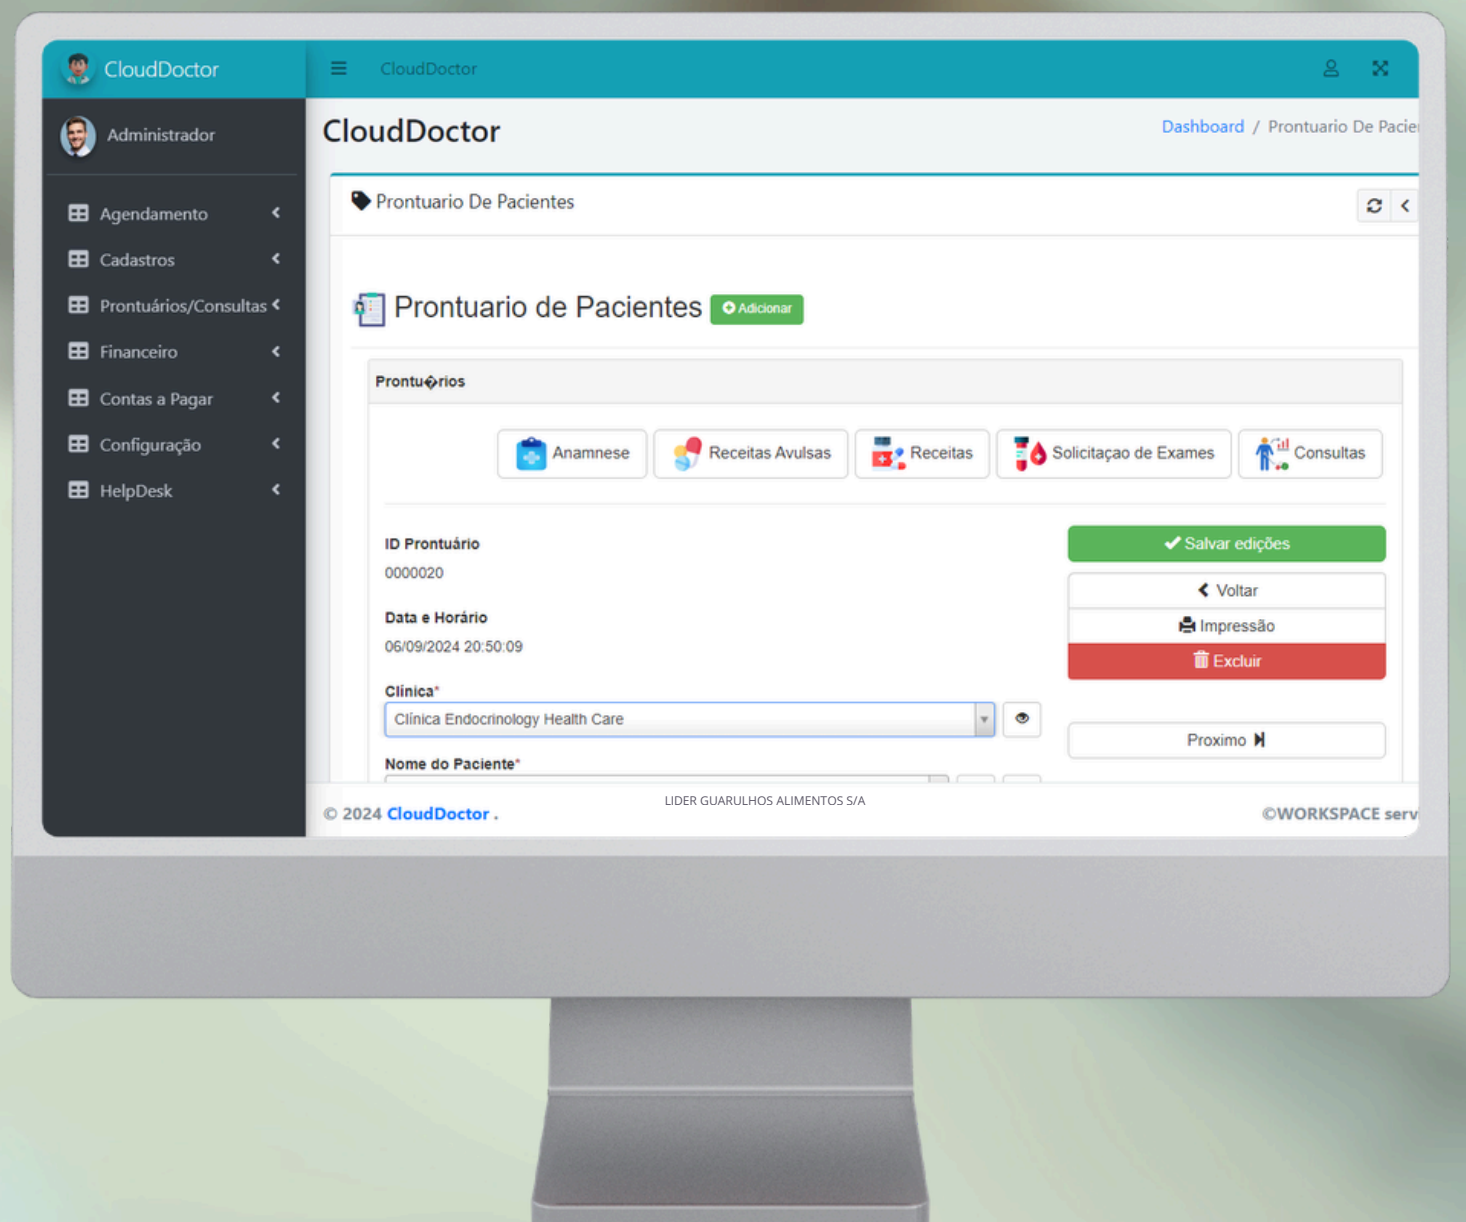 CloudDoctor
CloudDoctor
Administrador
CloudDoctor
Dashboard / Prontuario De Pacie
Agendamento
Cadastros
Prontuários/Consultas
Financeiro
Contas a Pagar
Configuração
HelpDesk
Prontuario De Pacientes
Prontuario de Pacientes
Adicionar
Prontu�rios
Anamnese
Receitas Avulsas
Receitas
Solicitaçao de Exames
Consultas
ID Prontuário
0000020
Data e Horário
06/09/2024 20:50:09
Clínica*
Clínica Endocrinology Health Care
Nome do Paciente*
Salvar edições
Voltar
Impressão
Excluir
Proximo
LIDER GUARULHOS ALIMENTOS S/A
© 2024 CloudDoctor .
©WORKSPACE serv